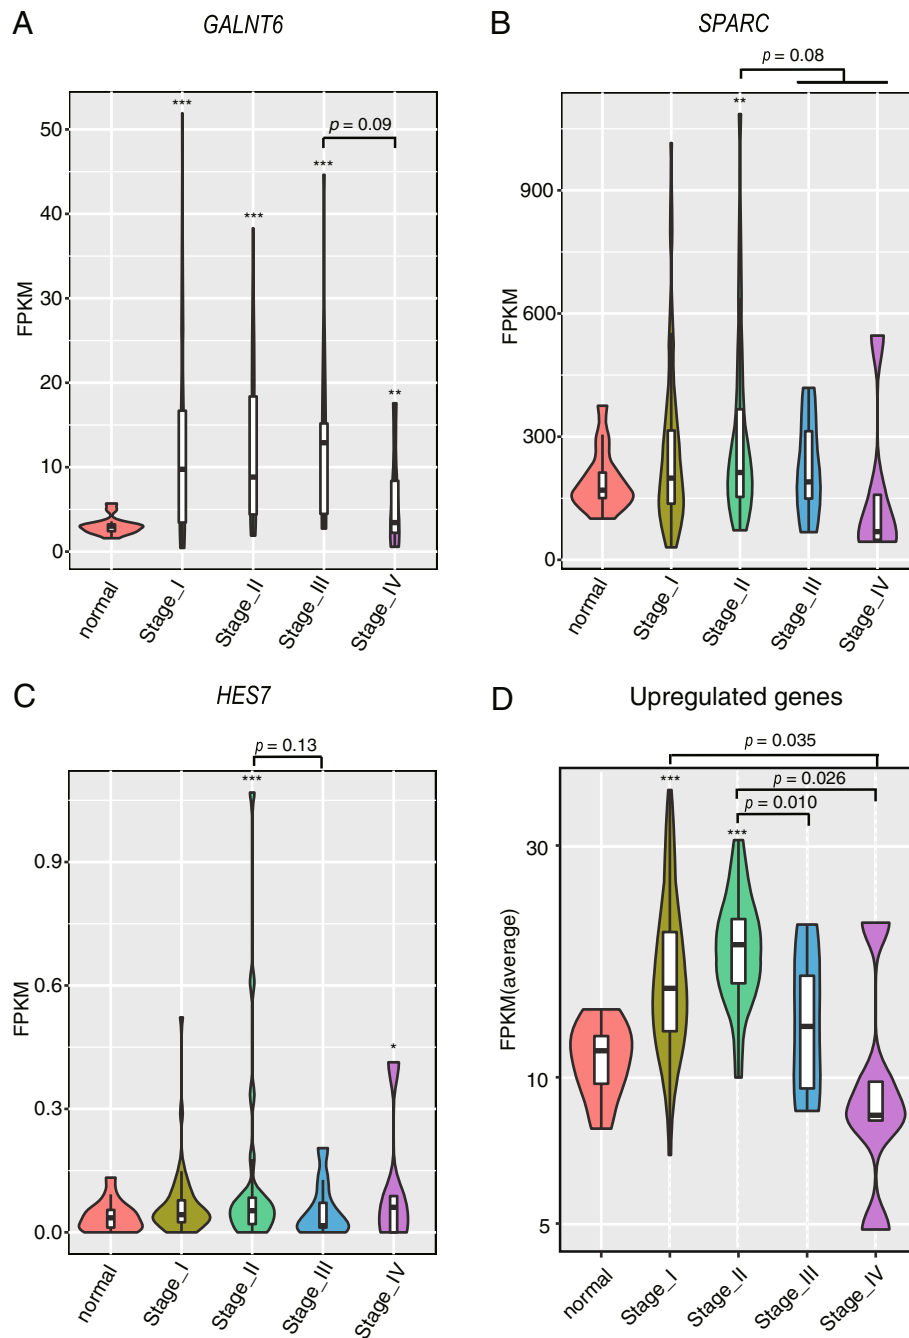 A
GALNT6
***
p = 0.09
***
***
**
50
40
30
20
10
0
FPKM
normal
Stage_I
Stage_II
Stage_III
Stage_IV
B
SPARC
p = 0.08
**
900
600
300
0
FPKM
normal
Stage_I
Stage_II
Stage_III
Stage_IV
C
HES7
p = 0.13
***
*
0.9
0.6
0.3
0.0
FPKM
normal
Stage_I
Stage_II
Stage_III
Stage_IV
D
Upregulated genes
p = 0.035
***
p = 0.026
p = 0.010
***
30
10
5
FPKM(average)
normal
Stage_I
Stage_II
Stage_III
Stage_IV